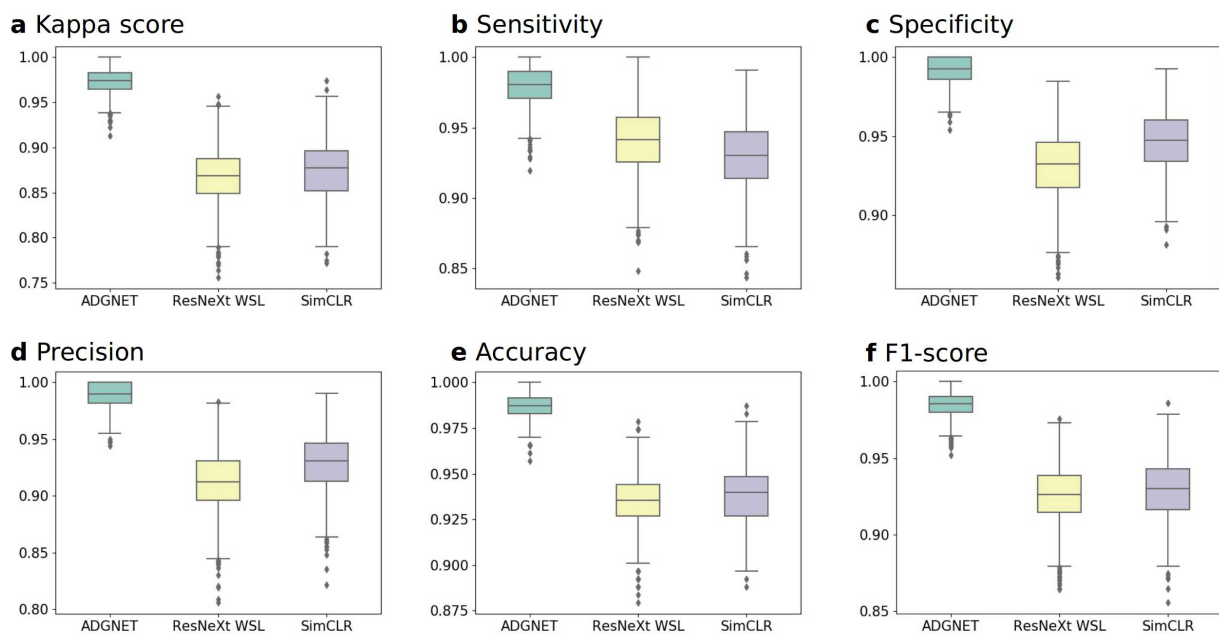 a Kappa score
1.00
0.95
0.90
0.85
0.80
0.75
ADGNET ResNeXt WSL SimCLR
b Sensitivity
1.00
0.95
0.90
0.85
ADGNET ResNeXt WSL SimCLR
c Specificity
1.00
0.95
0.90
ADGNET ResNeXt WSL SimCLR
d Precision
1.00
0.95
0.90
0.85
0.80
ADGNET ResNeXt WSL SimCLR
e Accuracy
1.000
0.975
0.950
0.925
0.900
0.875
ADGNET ResNeXt WSL SimCLR
f F1-score
1.00
0.95
0.90
0.85
ADGNET ResNeXt WSL SimCLR